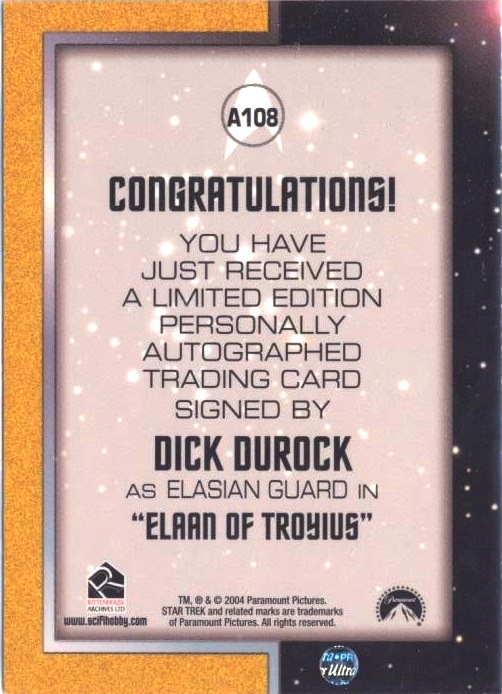 A108
CONGRATULATIONS!
YOU HAVE
JUST RECEIVED
A LIMITED EDITION
PERSONALLY
AUTOGRAPHED
TRADING CARD
SIGNED BY
DICK DUROCK
AS ELASIAN GUARD IN
“ELAAN OF TROYIUS”
RITTENHOUSE
ARCHIVES LTD
www.scifihobby.com
TM, ® & © 2004 Paramount Pictures.
STAR TREK and related marks are trademarks
of Paramount Pictures. All rights reserved.
Paramount
Ultra